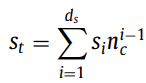 $s_t = \sum_{i=1}^{d_s} s_i n_c^{i-1}$